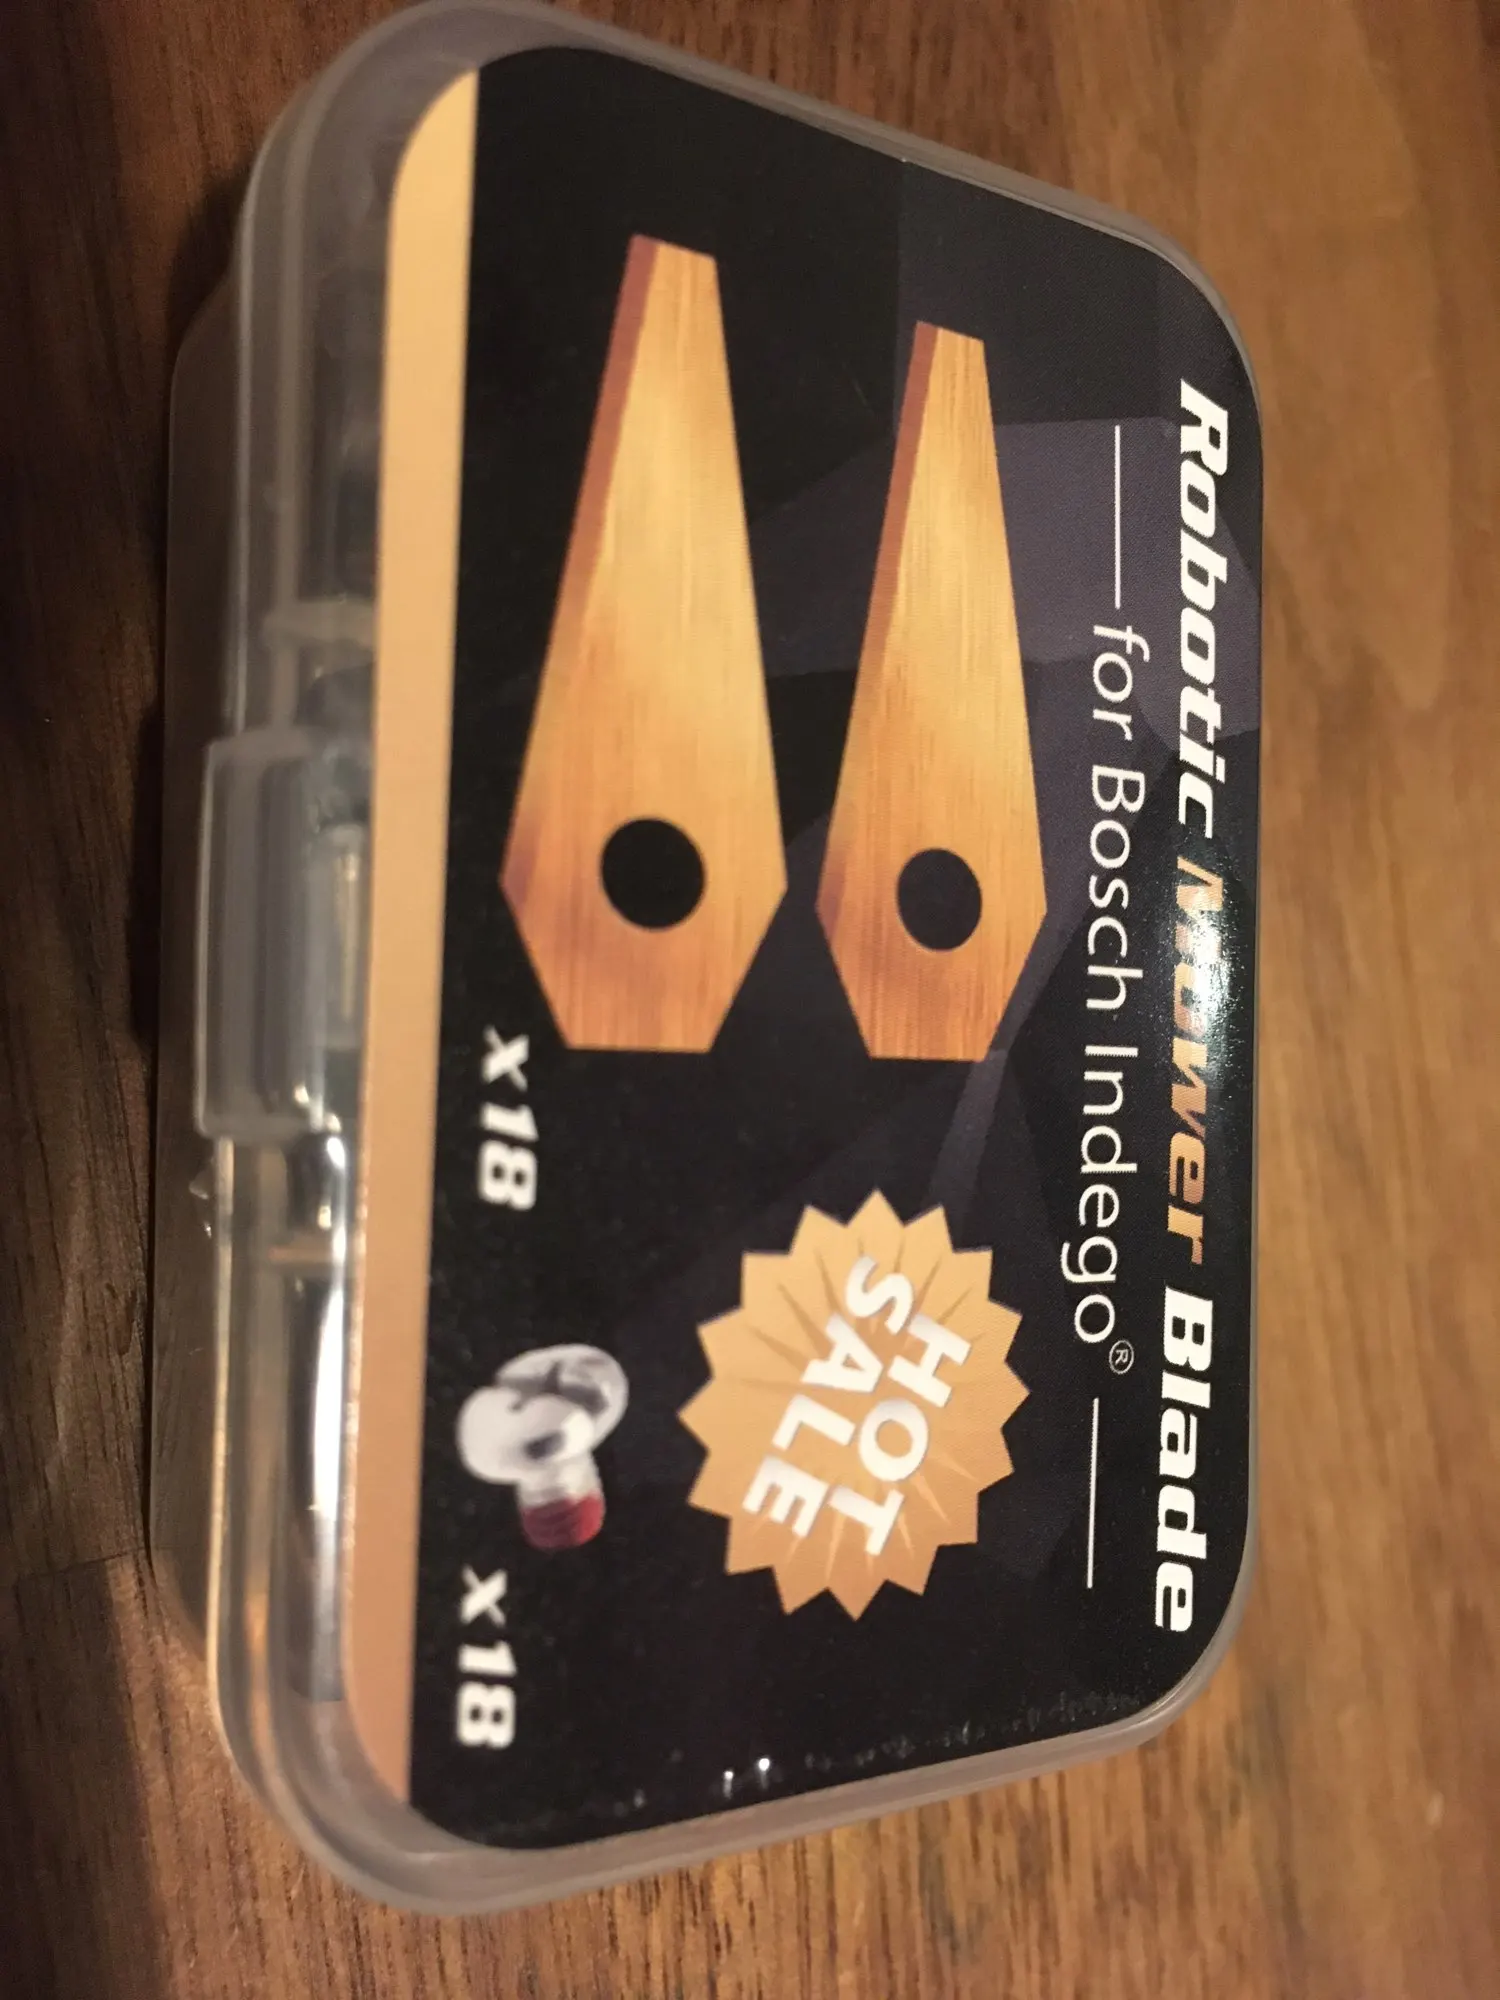 Robotic Mower Blade
for Bosch Indego®
HOT
SALE
x18
x18